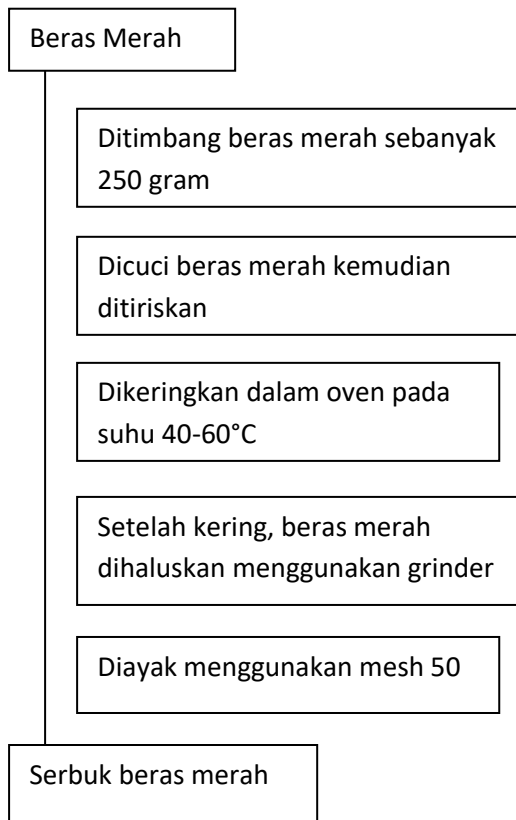 Beras Merah
Ditimbang beras merah sebanyak
250 gram
Dicuci beras merah kemudian
ditiriskan
Dikeringkan dalam oven pada
suhu 40-60°C
Setelah kering, beras merah
dihaluskan menggunakan grinder
Diayak menggunakan mesh 50
Serbuk beras merah